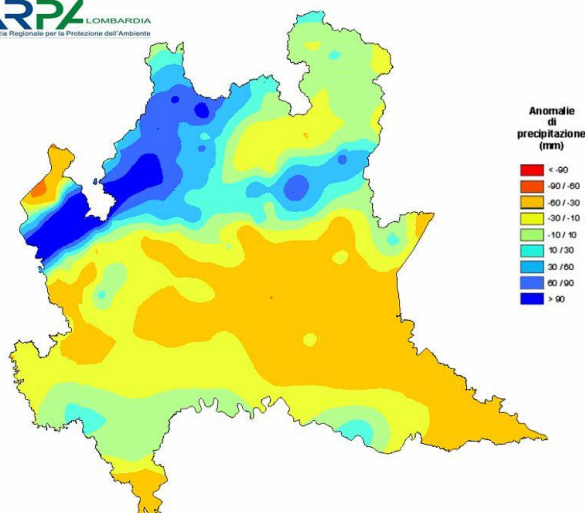 LOMBARDIA
Regionale per la Protezione dell'Ambiente
Anomalie
di
precipitazione
(mm)
< -90
-90 / -60
-60 / -30
-30 / -10
-10 / 10
10 / 30
30 / 60
60 / 90
> 90